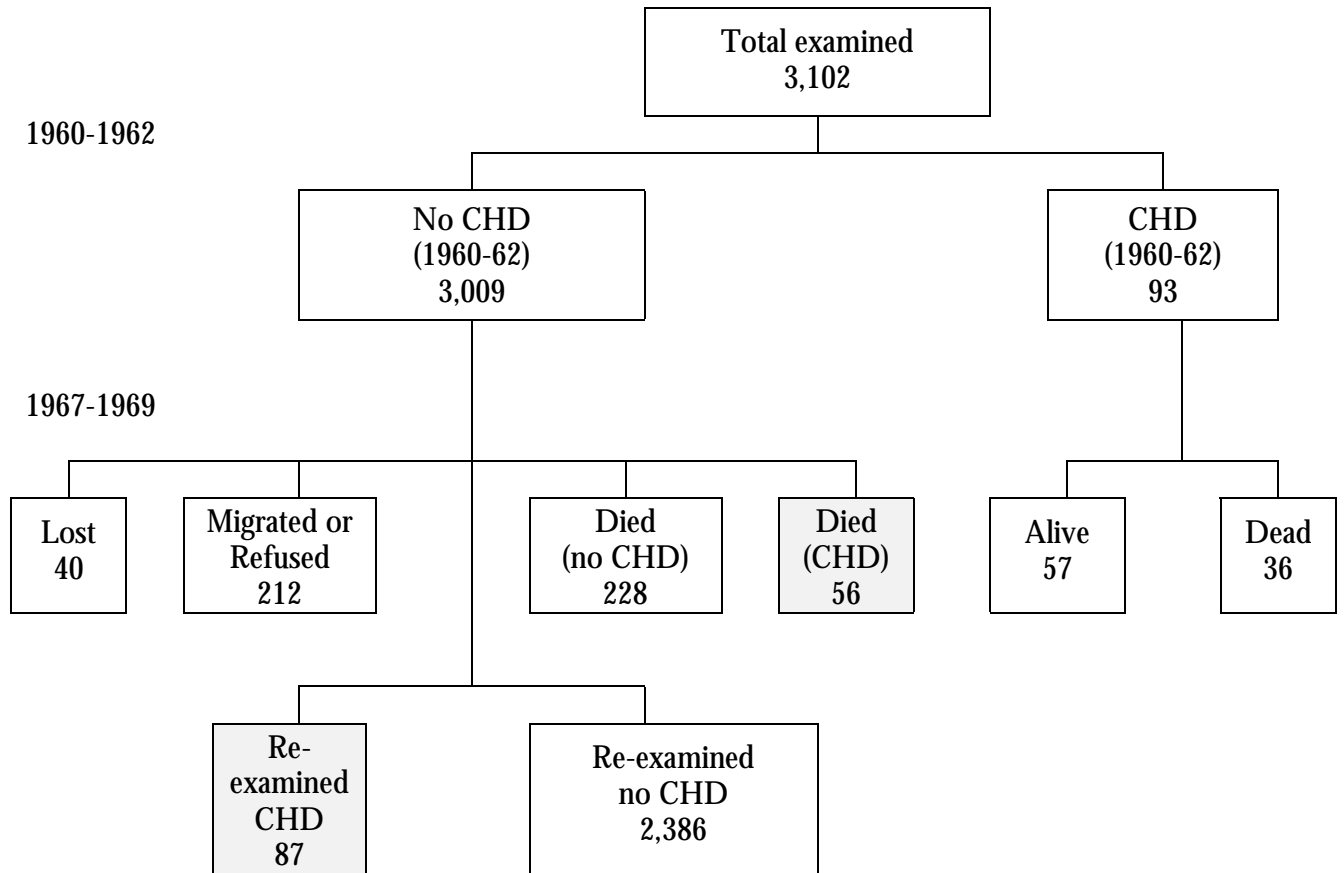 Total examined
3,102
1960-1962
No CHD
(1960-62)
3,009
CHD
(1960-62)
93
1967-1969
Lost
40
Migrated or
Refused
212
Died
(no CHD)
228
Died
(CHD)
56
Alive
57
Dead
36
Re-
examined
CHD
87
Re-examined
no CHD
2,386